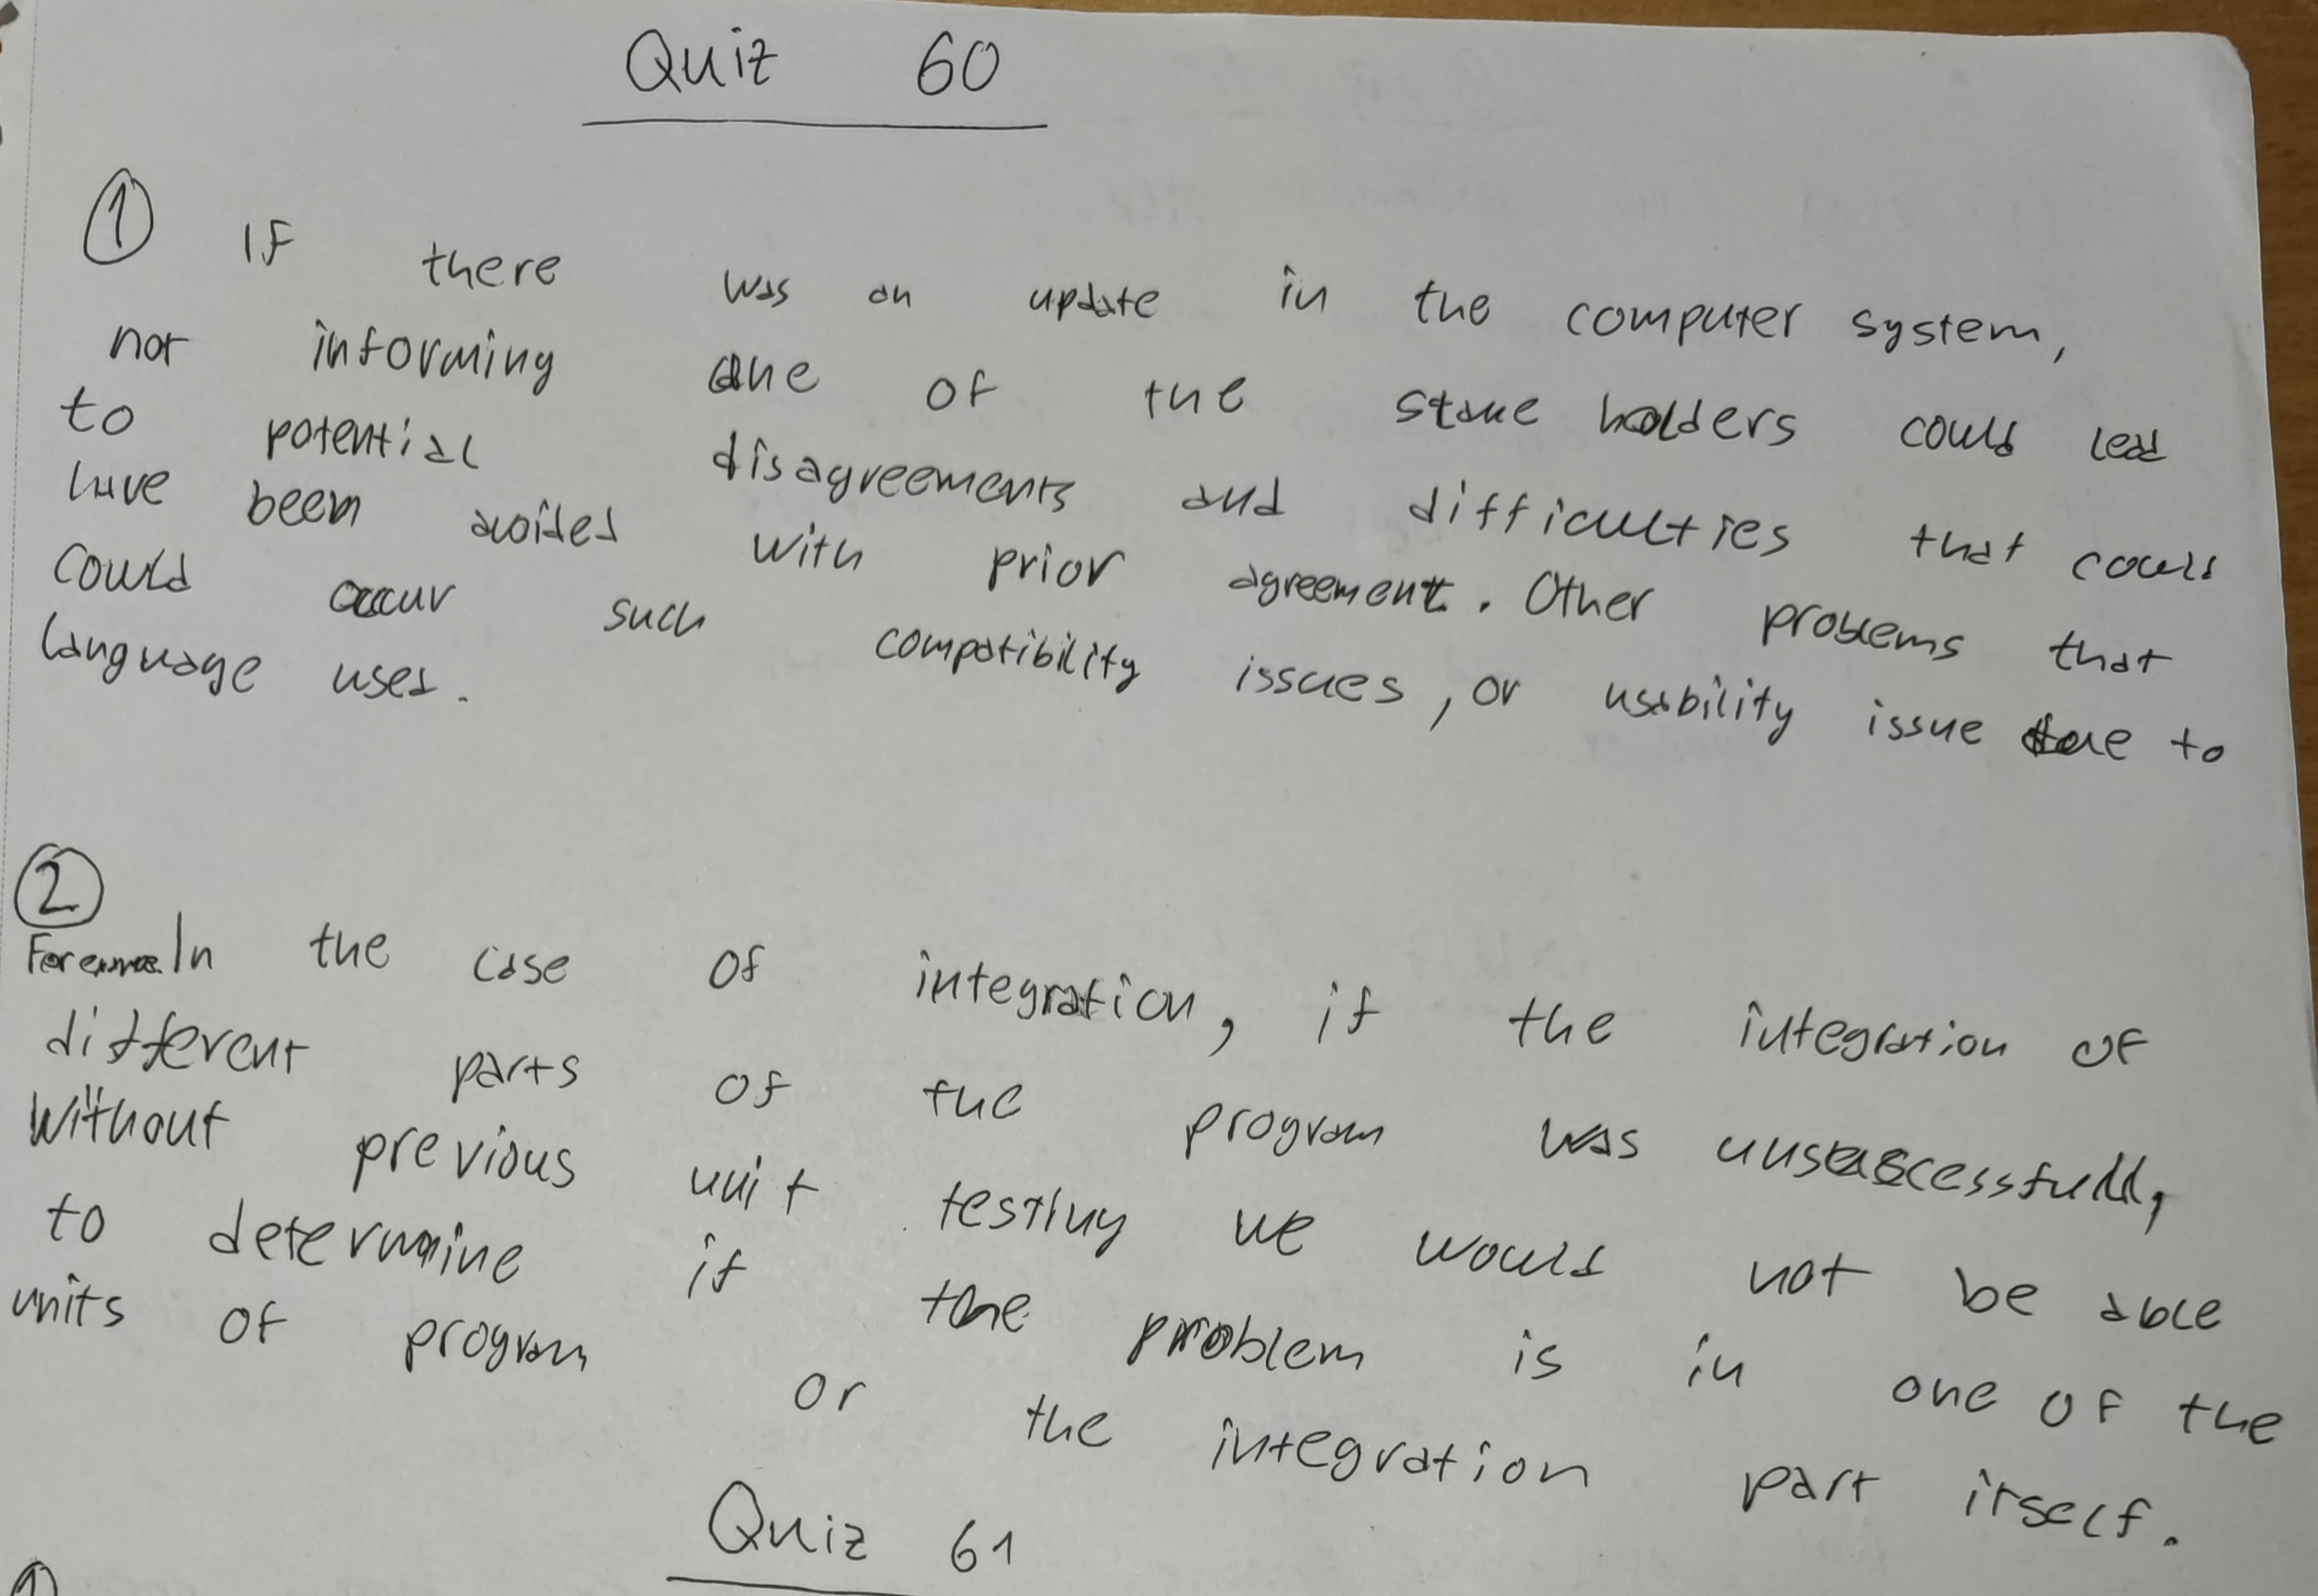 Quiz 60
① If there was an update in the computer system,
not informing one of the stake holders could lead
to potential disagreements and difficulties that could
have been avoided with prior agreement. Other problems that
could occur such compatibility issues, or usability issue due to
language used.
②
In the case of integration, if the integration of
different parts of the program was unsuccessfull,
without previous unit testing we would not be able
to determine if the problem is in one of the
units of program or the integration part itself.
Quiz 61
①